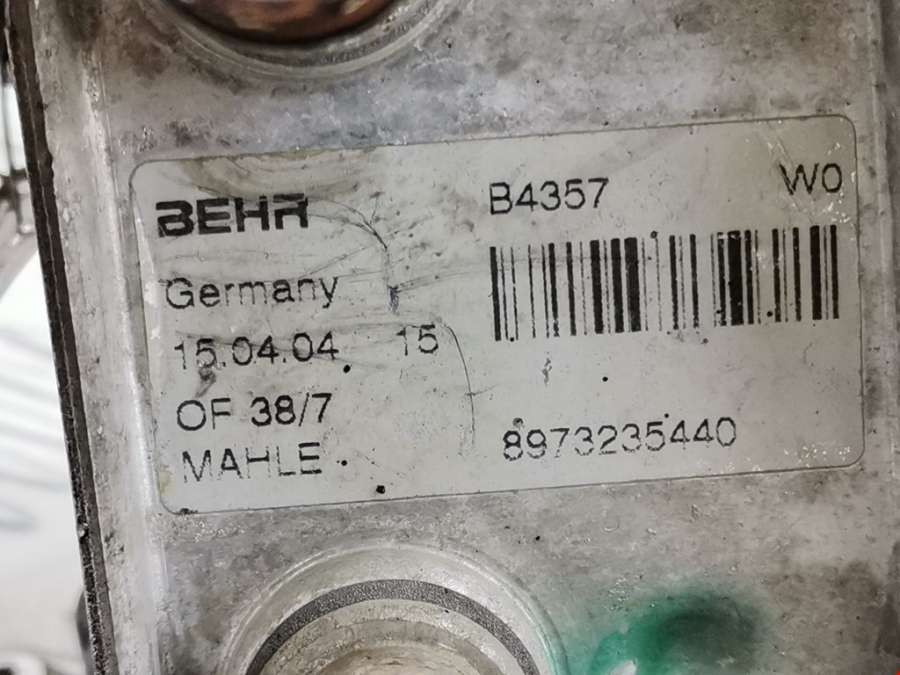 BEHR
Germany
15.04.04 15
OF 38/7
MAHLE
B4357 W0
8973235440